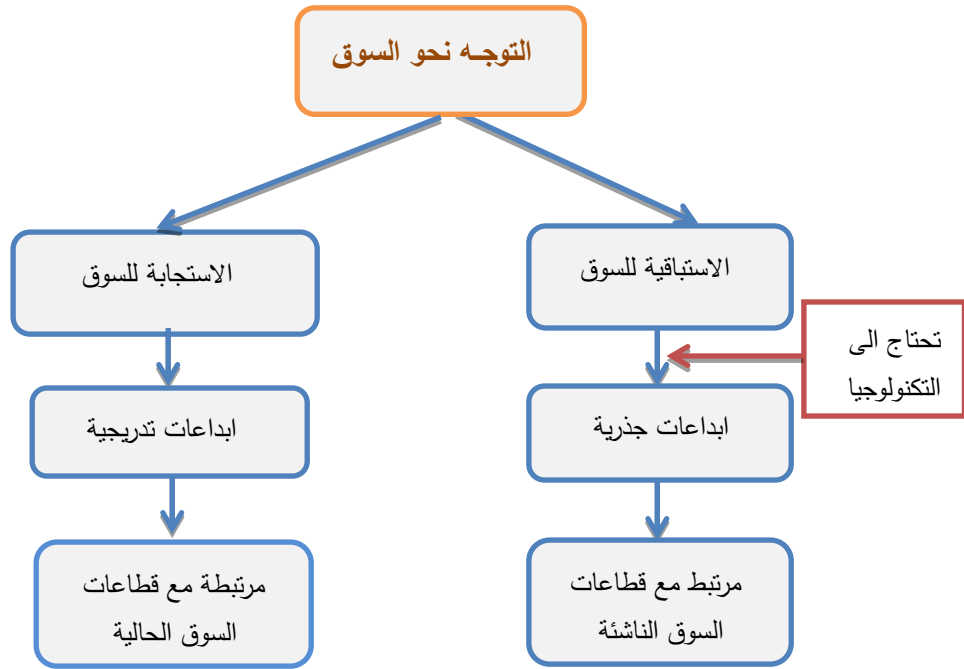 التوجـه نحو السوق
الاستباقية للسوق
الاستجابة للسوق
تحتاج الى
التكنولوجيا
ابداعات جذرية
ابداعات تدريجية
مرتبط مع قطاعات
السوق الناشئة
مرتبطة مع قطاعات
السوق الحالية